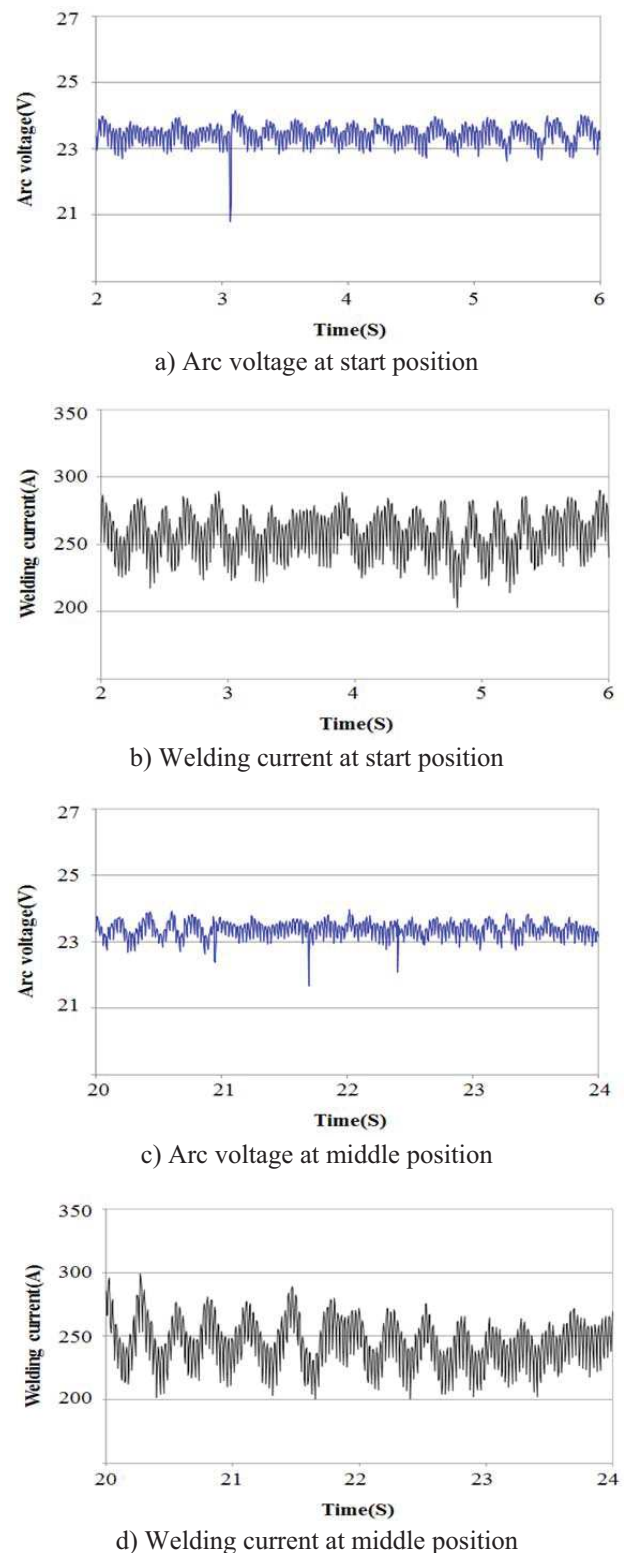 27
25
23
21
Arc voltage(V)
2 3 4 5 6
Time(S)
a) Arc voltage at start position
350
300
250
200
Welding current(A)
2 3 4 5 6
Time(S)
b) Welding current at start position
27
25
23
21
Arc voltage(V)
20 21 22 23 24
Time(S)
c) Arc voltage at middle position
350
300
250
200
Welding current(A)
20 21 22 23 24
Time(S)
d) Welding current at middle position